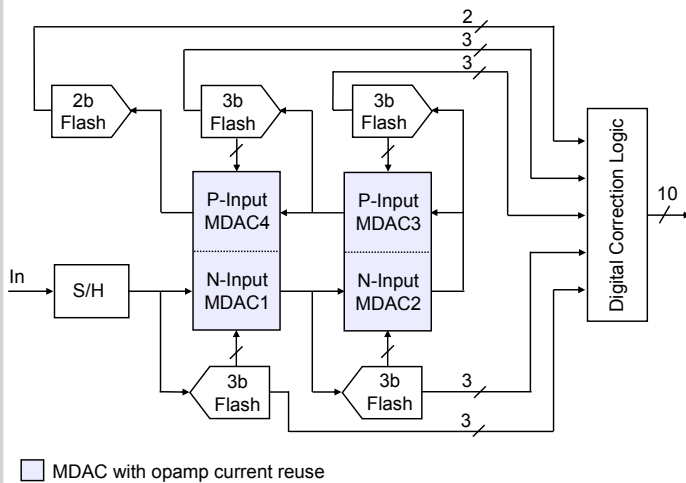 2
3
3
2b
Flash
3b
Flash
3b
Flash
P-Input
MDAC4
P-Input
MDAC3
Digital Correction Logic
10
In
S/H
N-Input
MDAC1
N-Input
MDAC2
3b
Flash
3b
Flash
3
3
MDAC with opamp current reuse